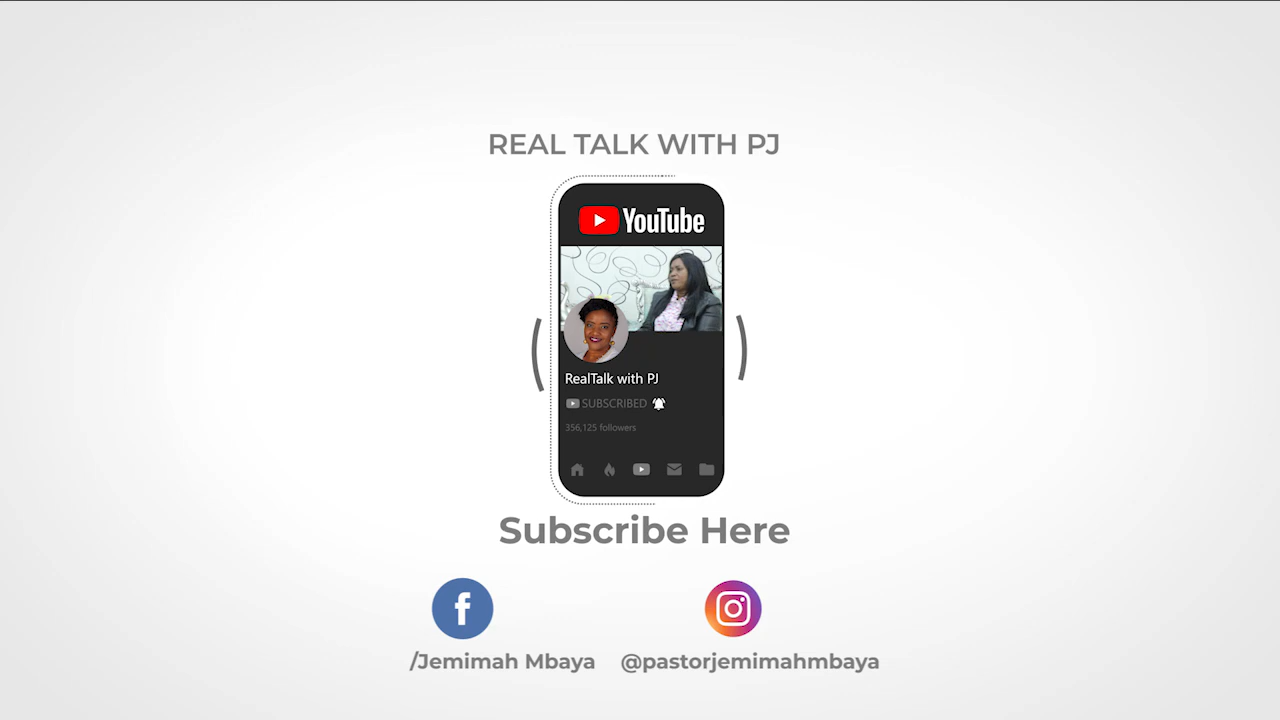 REAL TALK WITH PJ
YouTube
RealTalk with PJ
SUBSCRIBED
356,125 followers
Subscribe Here
/Jemimah Mbaya
@pastorjemimahmbaya